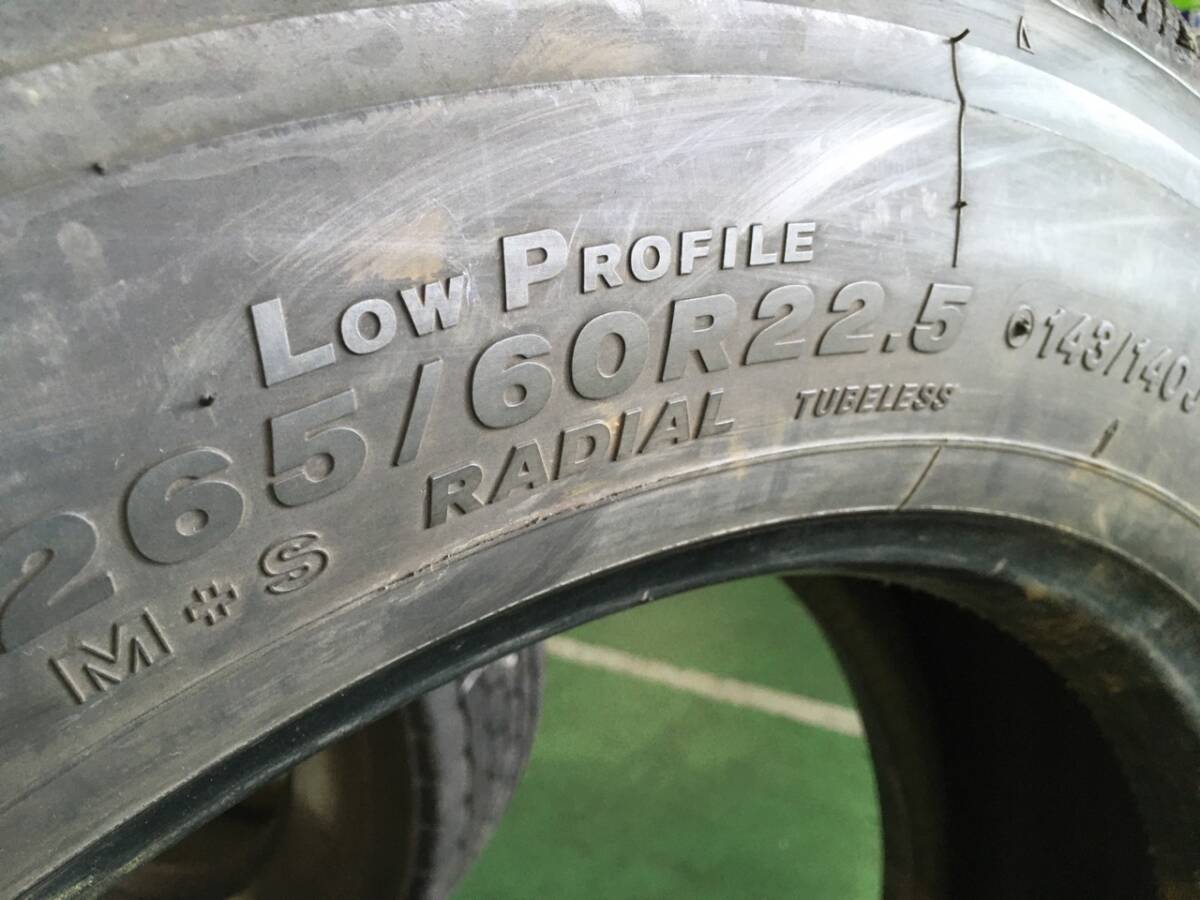 LOW PROFILE
265/60R22.5 143/140J
RADIAL TUBELESS
M+S